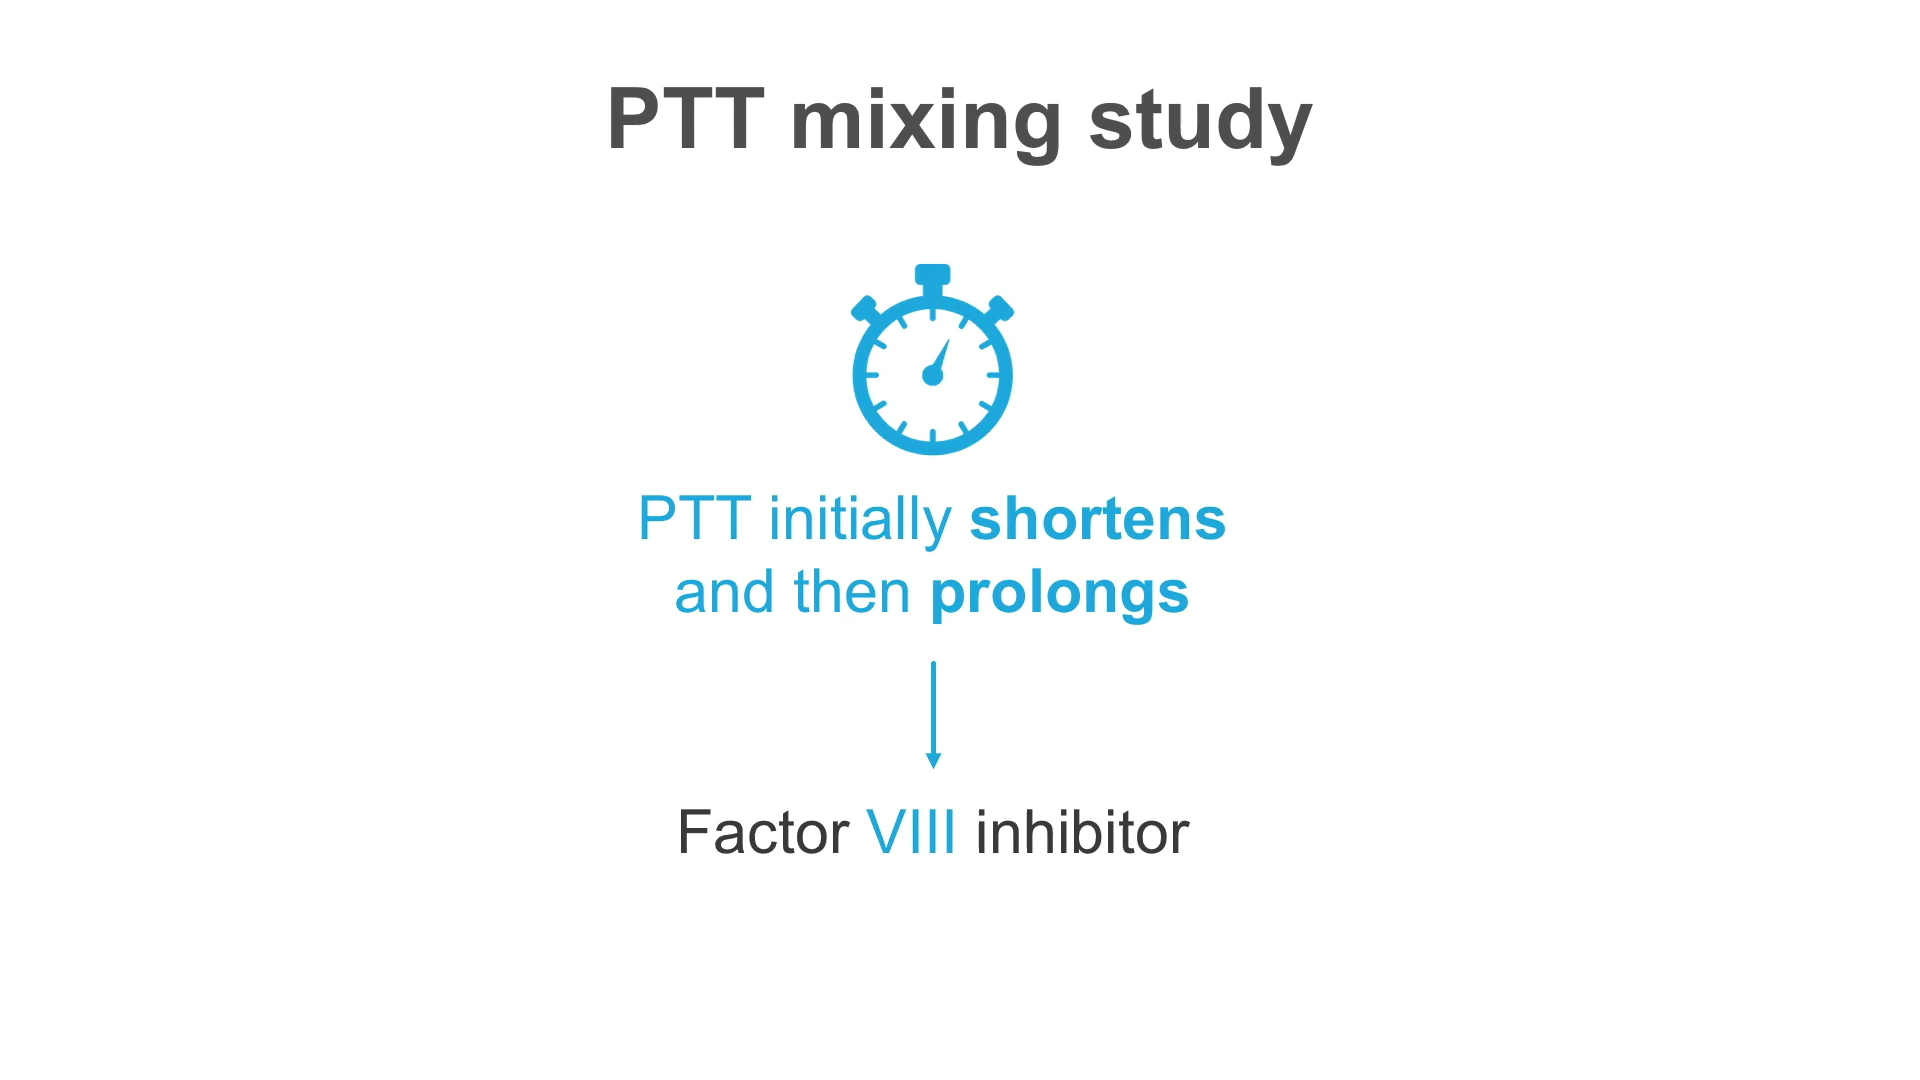 PTT mixing study
PTT initially shortens
and then prolongs
Factor VIII inhibitor